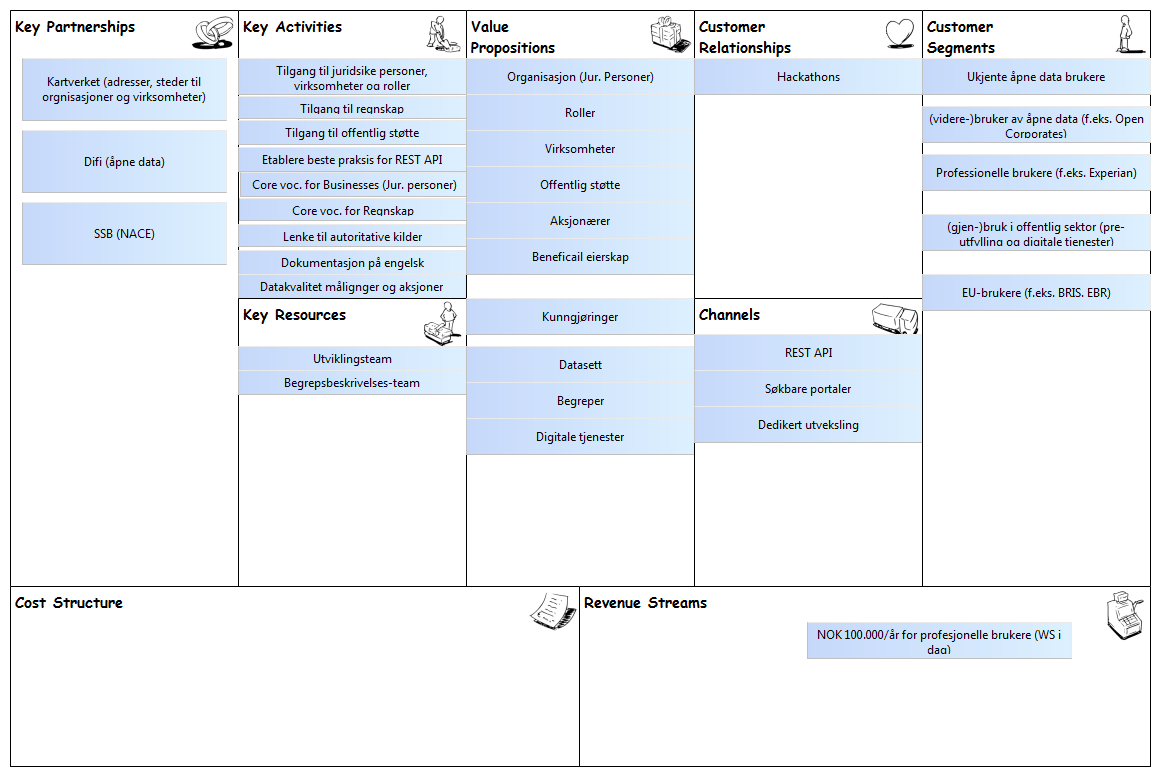 Key Partnerships
Kartverket (adresser, steder til
orgnisasjoner og virksomheter)
Difi (åpne data)
SSB (NACE)
Key Activities
Tilgang til juridsike personer,
virksomheter og roller
Tilgang til regnskap
Tilgang til offentlig støtte
Etablere beste praksis for REST API
Core voc. for Businesses (Jur. personer)
Core voc. for Regnskap
Lenke til autoritative kilder
Dokumentasjon på engelsk
Datakvalitet målignger og aksjoner
Key Resources
Utviklingsteam
Begrepsbeskrivelses-team
Value
Propositions
Organisasjon (Jur. Personer)
Roller
Virksomheter
Offentlig støtte
Aksjonærer
Beneficail eierskap
Kunngjøringer
Datasett
Begreper
Digitale tjenester
Customer
Relationships
Hackathons
Channels
REST API
Søkbare portaler
Dedikert utveksling
Customer
Segments
Ukjente åpne data brukere
(videre-)bruker av åpne data (f.eks. Open
Corporates)
Professionelle brukere (f.eks. Experian)
(gjen-)bruk i offentlig sektor (pre-
utfylling og digitale tjenester)
EU-brukere (f.eks. BRIS. EBR)
Cost Structure
Revenue Streams
NOK 100.000/år for profesjonelle brukere (WS i
dag)